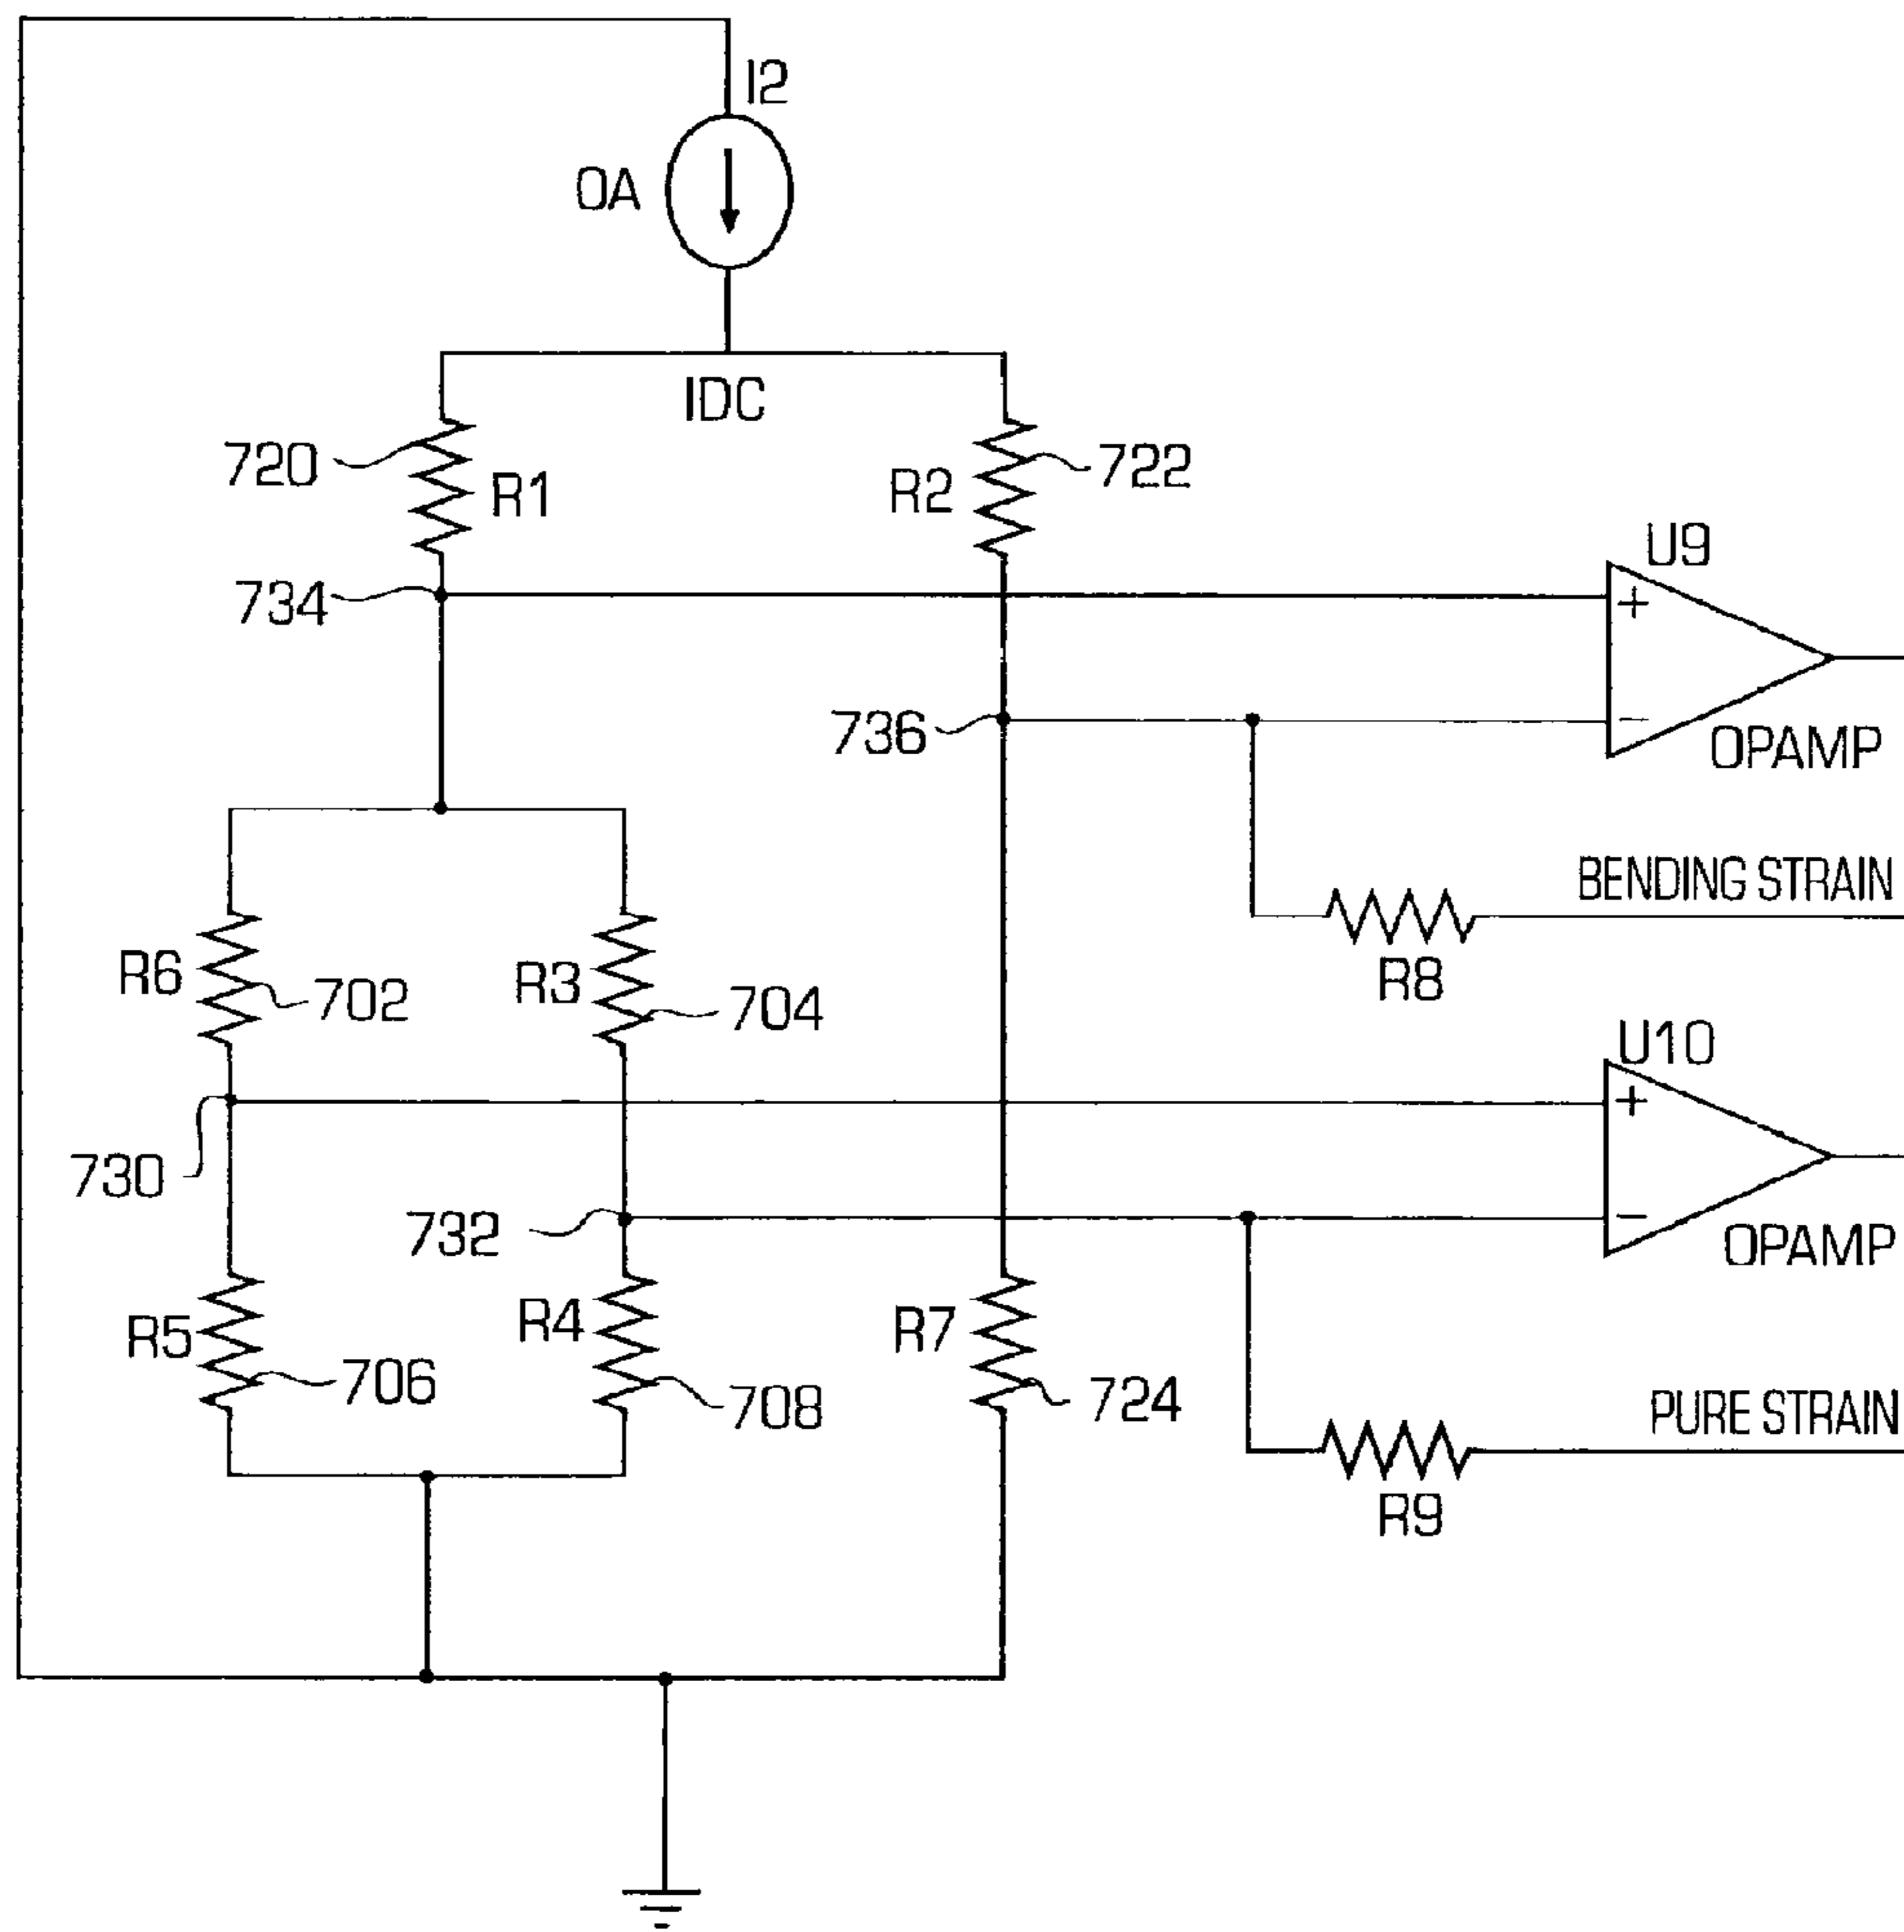 I2
0A
IDC
720
R1
R2
722
U9
734
736
OPAMP
BENDING STRAIN
R6
702
R3
704
R8
U10
730
732
OPAMP
R5
706
R4
708
R7
724
PURE STRAIN
R9